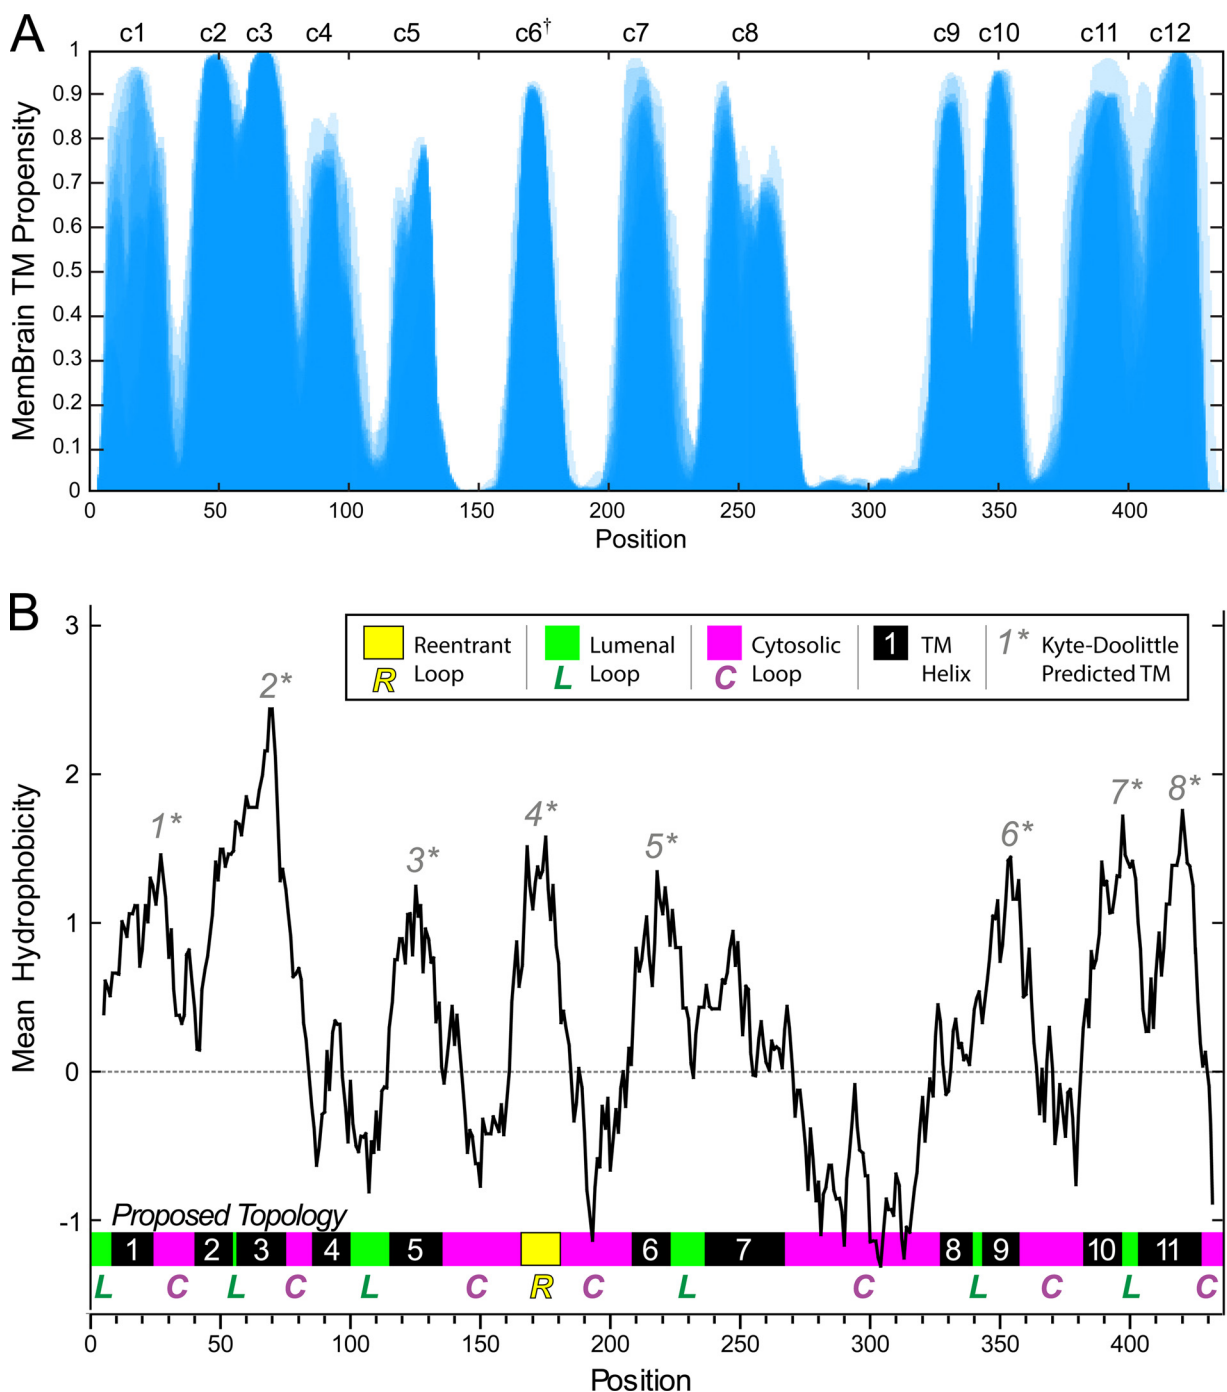 A
c1 c2 c3 c4 c5 c6† c7 c8 c9 c10 c11 c12
MemBrain TM Propensity
1
0.9
0.8
0.7
0.6
0.5
0.4
0.3
0.2
0.1
0
0 50 100 150 200 250 300 350 400
Position
B
Mean Hydrophobicity
3
2
1
0
-1
Reentrant Loop
R
Lumenal Loop
L
Cytosolic Loop
C
1 TM Helix
1* Kyte-Doolittle Predicted TM
1* 2* 3* 4* 5* 6* 7* 8*
Proposed Topology
1 2 3 4 5 6 7 8 9 10 11
L C L C L C R C L C L C L C
0 50 100 150 200 250 300 350 400
Position